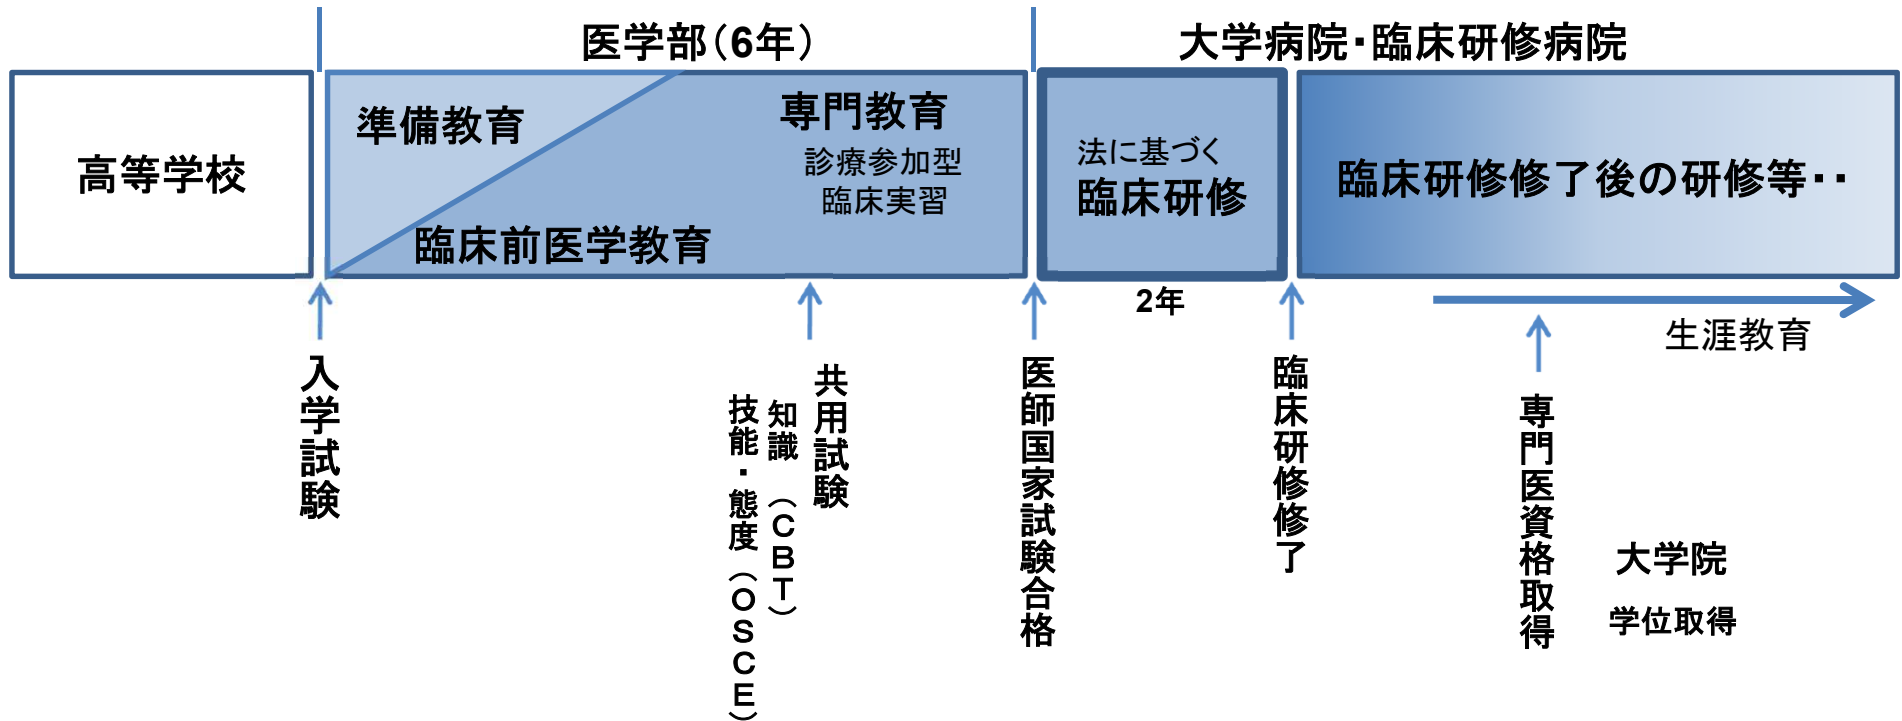 医学部(6年)
大学病院・臨床研修病院
高等学校
準備教育
臨床前医学教育
専門教育
診療参加型
臨床実習
法に基づく
臨床研修
2年
臨床研修修了後の研修等・・
生涯教育
入学試験
共用試験
知識 (CBT)
技能・態度(OSCE)
医師国家試験合格
臨床研修修了
専門医資格取得
大学院
学位取得